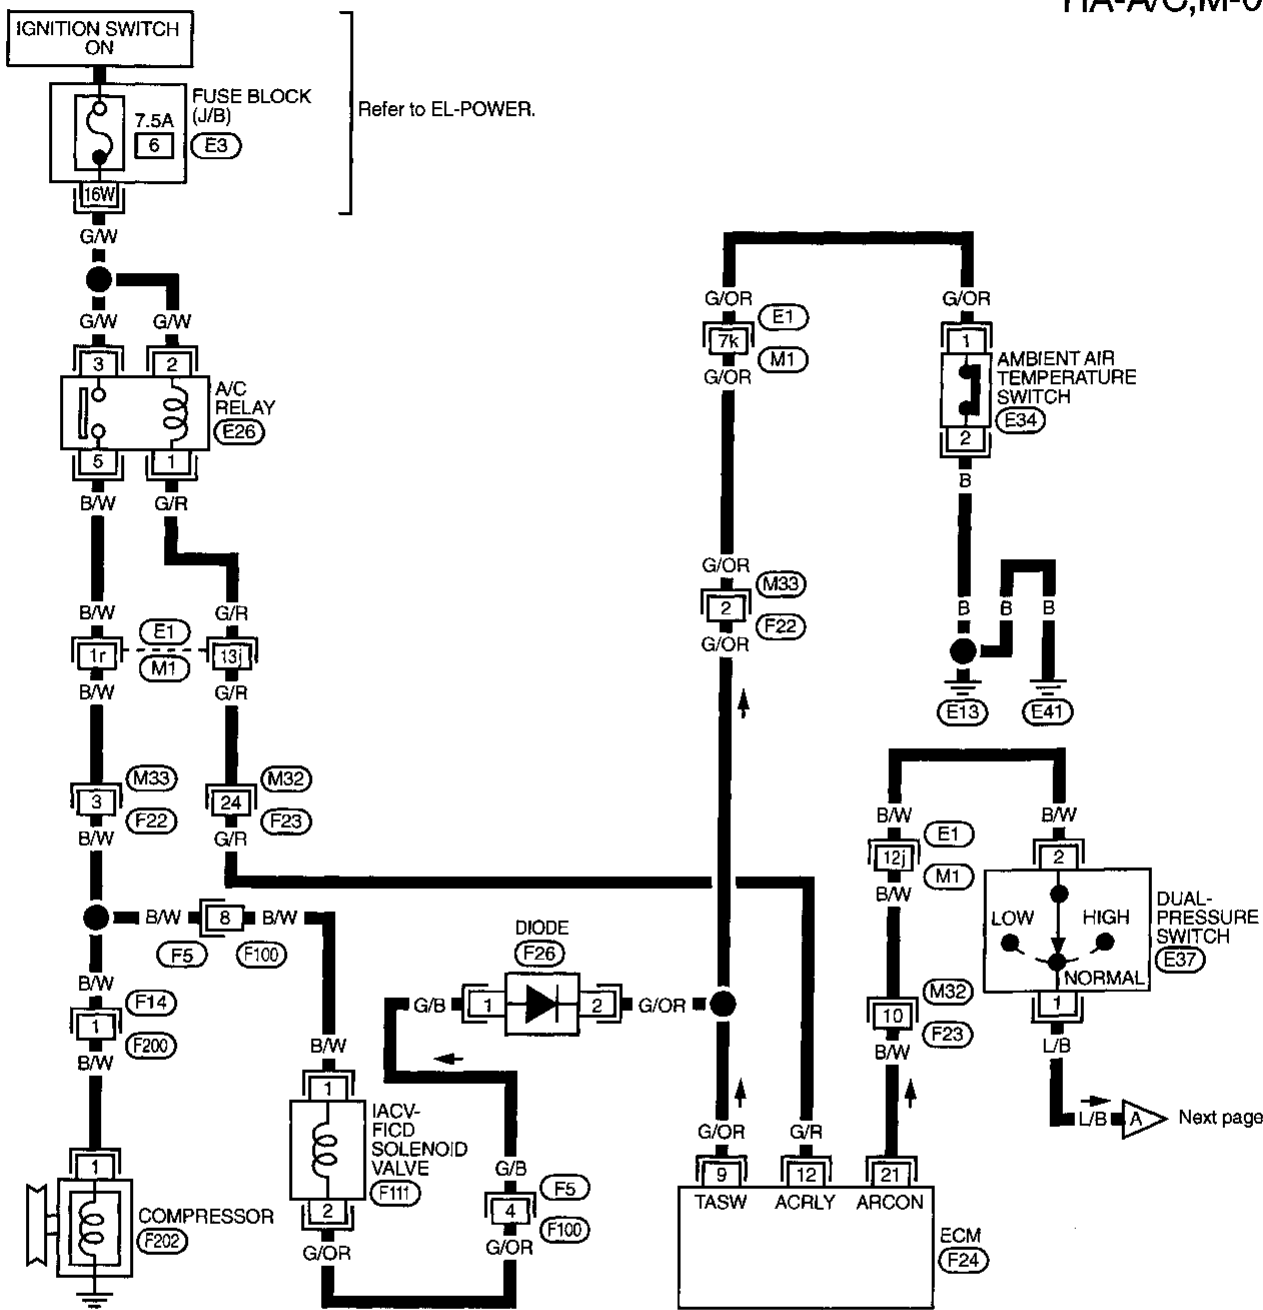 HA-A/C,M-0
IGNITION SWITCH
ON
FUSE BLOCK
(J/B)
7.5A
6
E3
Refer to EL-POWER.
16W
G/W
G/W
G/W
3
2
A/C
RELAY
E26
5
1
B/W
G/R
B/W
G/R
1r
E1
M1
13j
B/W
G/R
3
M33
F22
24
M32
F23
B/W
G/R
B/W
8
B/W
F5
F100
B/W
1
F14
F200
B/W
1
COMPRESSOR
F202
B/W
1
IACV-
FICD
SOLENOID
VALVE
F111
2
G/OR
DIODE
F26
G/B
1
2
G/OR
G/B
4
F5
F100
G/OR
G/OR
7k
E1
M1
G/OR
G/OR
2
M33
F22
G/OR
G/OR
1
AMBIENT AIR
TEMPERATURE
SWITCH
E34
2
B
B
B
B
E13
E41
B/W
12j
E1
M1
B/W
10
M32
F23
B/W
B/W
2
LOW
HIGH
NORMAL
DUAL-
PRESSURE
SWITCH
E37
1
L/B
L/B
A
Next page
G/OR
G/R
9
12
21
TASW
ACRLY
ARCON
ECM
F24